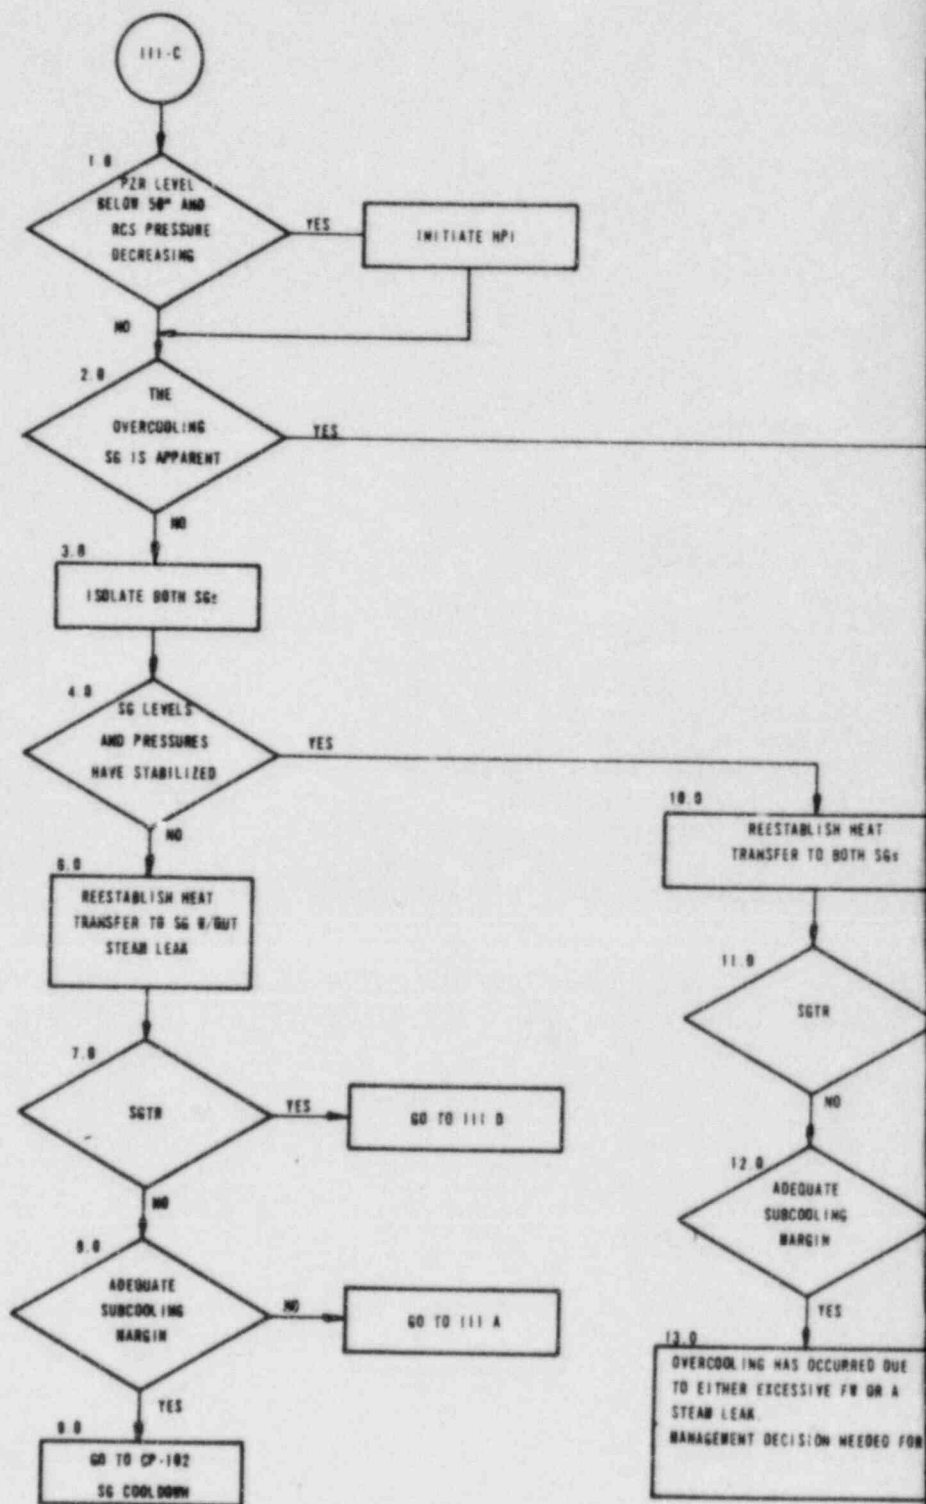 III-C
1.0
PZR LEVEL
BELOW 50" AND
RCS PRESSURE
DECREASING
YES
INITIATE HPI
NO
2.0
THE
OVERCOOLING
SG IS APPARENT
YES
NO
3.0
ISOLATE BOTH SGs
4.0
SG LEVELS
AND PRESSURES
HAVE STABILIZED
YES
NO
10.0
REESTABLISH HEAT
TRANSFER TO BOTH SGs
6.0
REESTABLISH HEAT
TRANSFER TO SG W/OUT
STEAM LEAK
11.0
SGTR
NO
7.0
SGTR
YES
GO TO III D
NO
12.0
ADEQUATE
SUBCOOLING
MARGIN
YES
ADEQUATE
SUBCOOLING
MARGIN
NO
GO TO III A
YES
13.0
OVERCOOLING HAS OCCURRED DUE
TO EITHER EXCESSIVE FW OR A
STEAM LEAK.
MANAGEMENT DECISION NEEDED FOR
GO TO CP-102
SG COOLDOWN